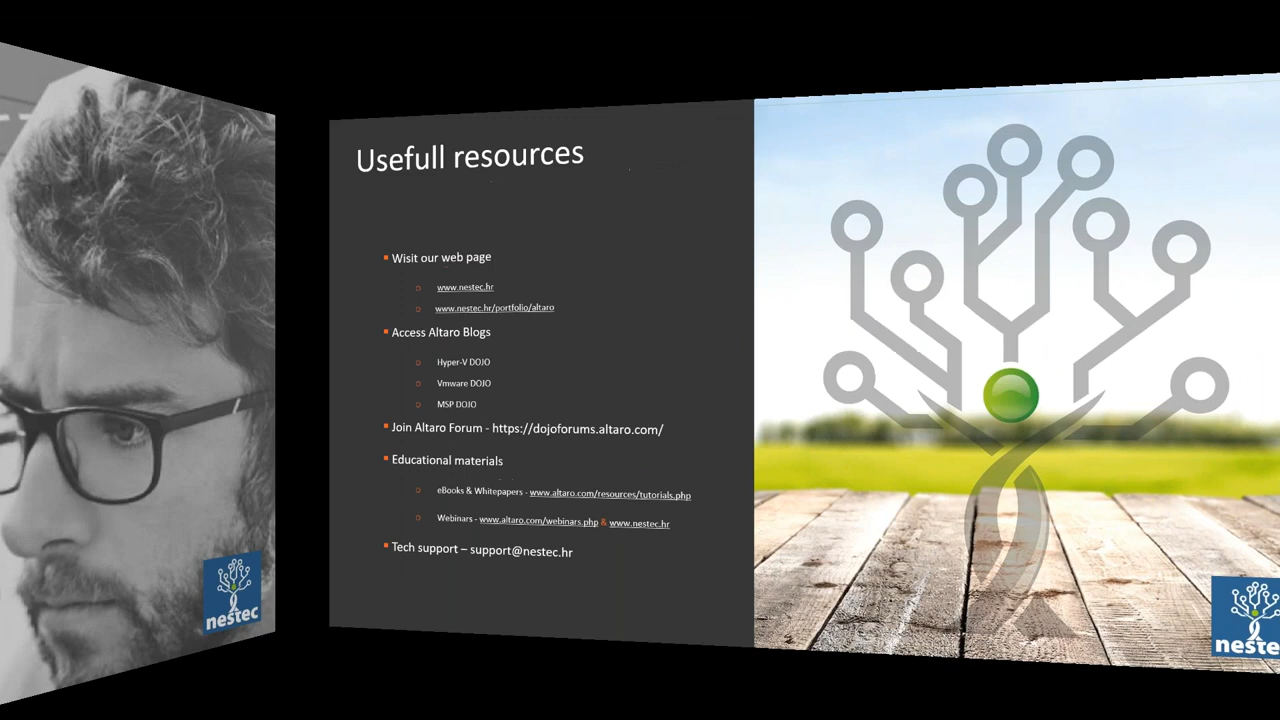 Usefull resources
Wisit our web page
www.nestec.hr
www.nestec.hr/portfolio/altaro
Access Altaro Blogs
Hyper-V DOJO
Vmware DOJO
MSP DOJO
Join Altaro Forum - https://dojoforums.altaro.com/
Educational materials
eBooks & Whitepapers - www.altaro.com/resources/tutorials.php
Webinars - www.altaro.com/webinars.php & www.nestec.hr
Tech support – support@nestec.hr
nestec
neste